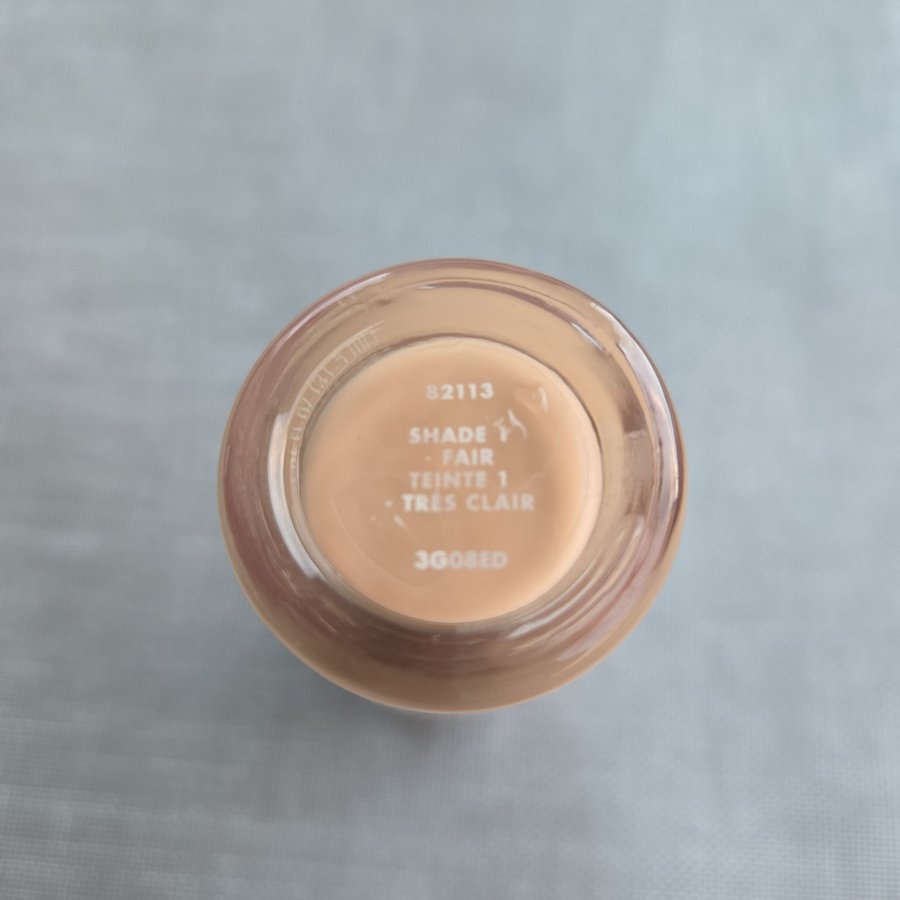 82113
SHADE 1
- FAIR
TEINTE 1
- TRÈS CLAIR
3G08ED